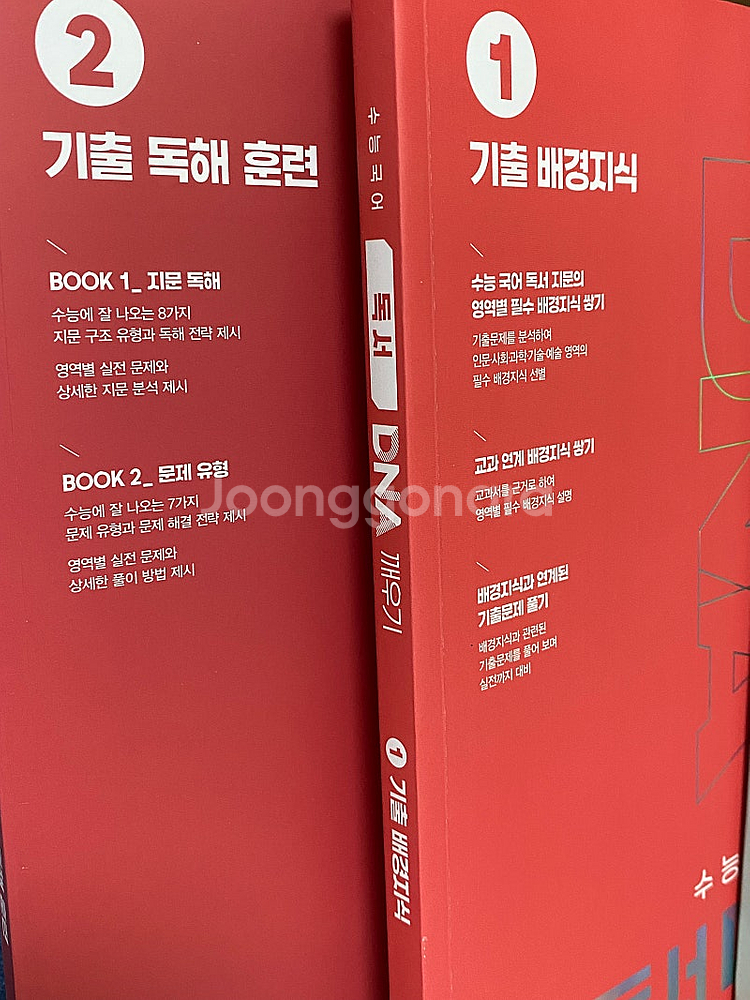 2
기출 독해 훈련
BOOK 1_ 지문 독해
수능에 잘 나오는 8가지
지문 구조 유형과 독해 전략 제시
영역별 실전 문제와
상세한 지문 분석 제시
BOOK 2_ 문제 유형
수능에 잘 나오는 7가지
문제 유형과 문제 해결 전략 제시
영역별 실전 문제와
상세한 풀이 방법 제시
수능 국어
독서
DNA
깨우기
1 기출 배경지식
1
기출 배경지식
수능 국어 독서 지문의
영역별 필수 배경지식 쌓기
기출문제를 분석하여
인문·사회·과학·기술·예술 영역의
필수 배경지식 선별
교과 연계 배경지식 쌓기
교과서를 근거로 하여
영역별 필수 배경지식 설명
배경지식과 연계된
기출문제 풀기
배경지식과 관련된
기출문제를 풀어 보며
실전까지 대비
DNA
수능
Joonggonara